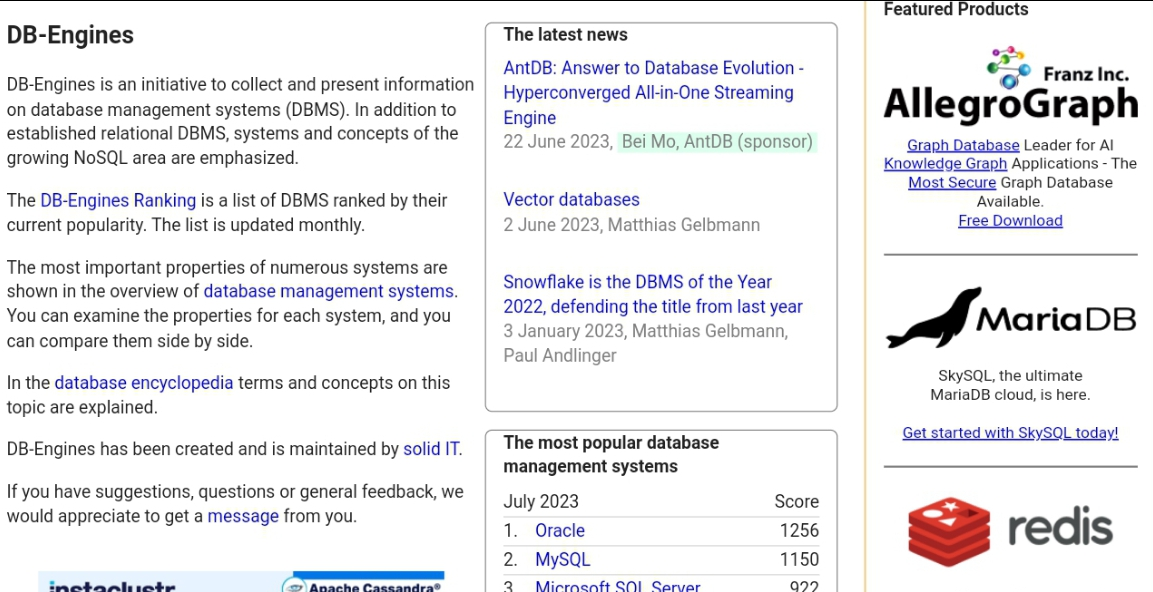 DB-Engines
DB-Engines is an initiative to collect and present information
on database management systems (DBMS). In addition to
established relational DBMS, systems and concepts of the
growing NoSQL area are emphasized.
The DB-Engines Ranking is a list of DBMS ranked by their
current popularity. The list is updated monthly.
The most important properties of numerous systems are
shown in the overview of database management systems.
You can examine the properties for each system, and you
can compare them side by side.
In the database encyclopedia terms and concepts on this
topic are explained.
DB-Engines has been created and is maintained by solid IT.
If you have suggestions, questions or general feedback, we
would appreciate to get a message from you.
instaclustr
Apache Cassandra®
The latest news
AntDB: Answer to Database Evolution -
Hyperconverged All-in-One Streaming
Engine
22 June 2023, Bei Mo, AntDB (sponsor)
Vector databases
2 June 2023, Matthias Gelbmann
Snowflake is the DBMS of the Year
2022, defending the title from last year
3 January 2023, Matthias Gelbmann,
Paul Andlinger
The most popular database
management systems
July 2023 Score
1. Oracle 1256
2. MySQL 1150
3. Microsoft SQL Server 922
Featured Products
Franz Inc.
AllegroGraph
Graph Database Leader for AI
Knowledge Graph Applications - The
Most Secure Graph Database
Available.
Free Download
MariaDB
SkySQL, the ultimate
MariaDB cloud, is here.
Get started with SkySQL today!
redis